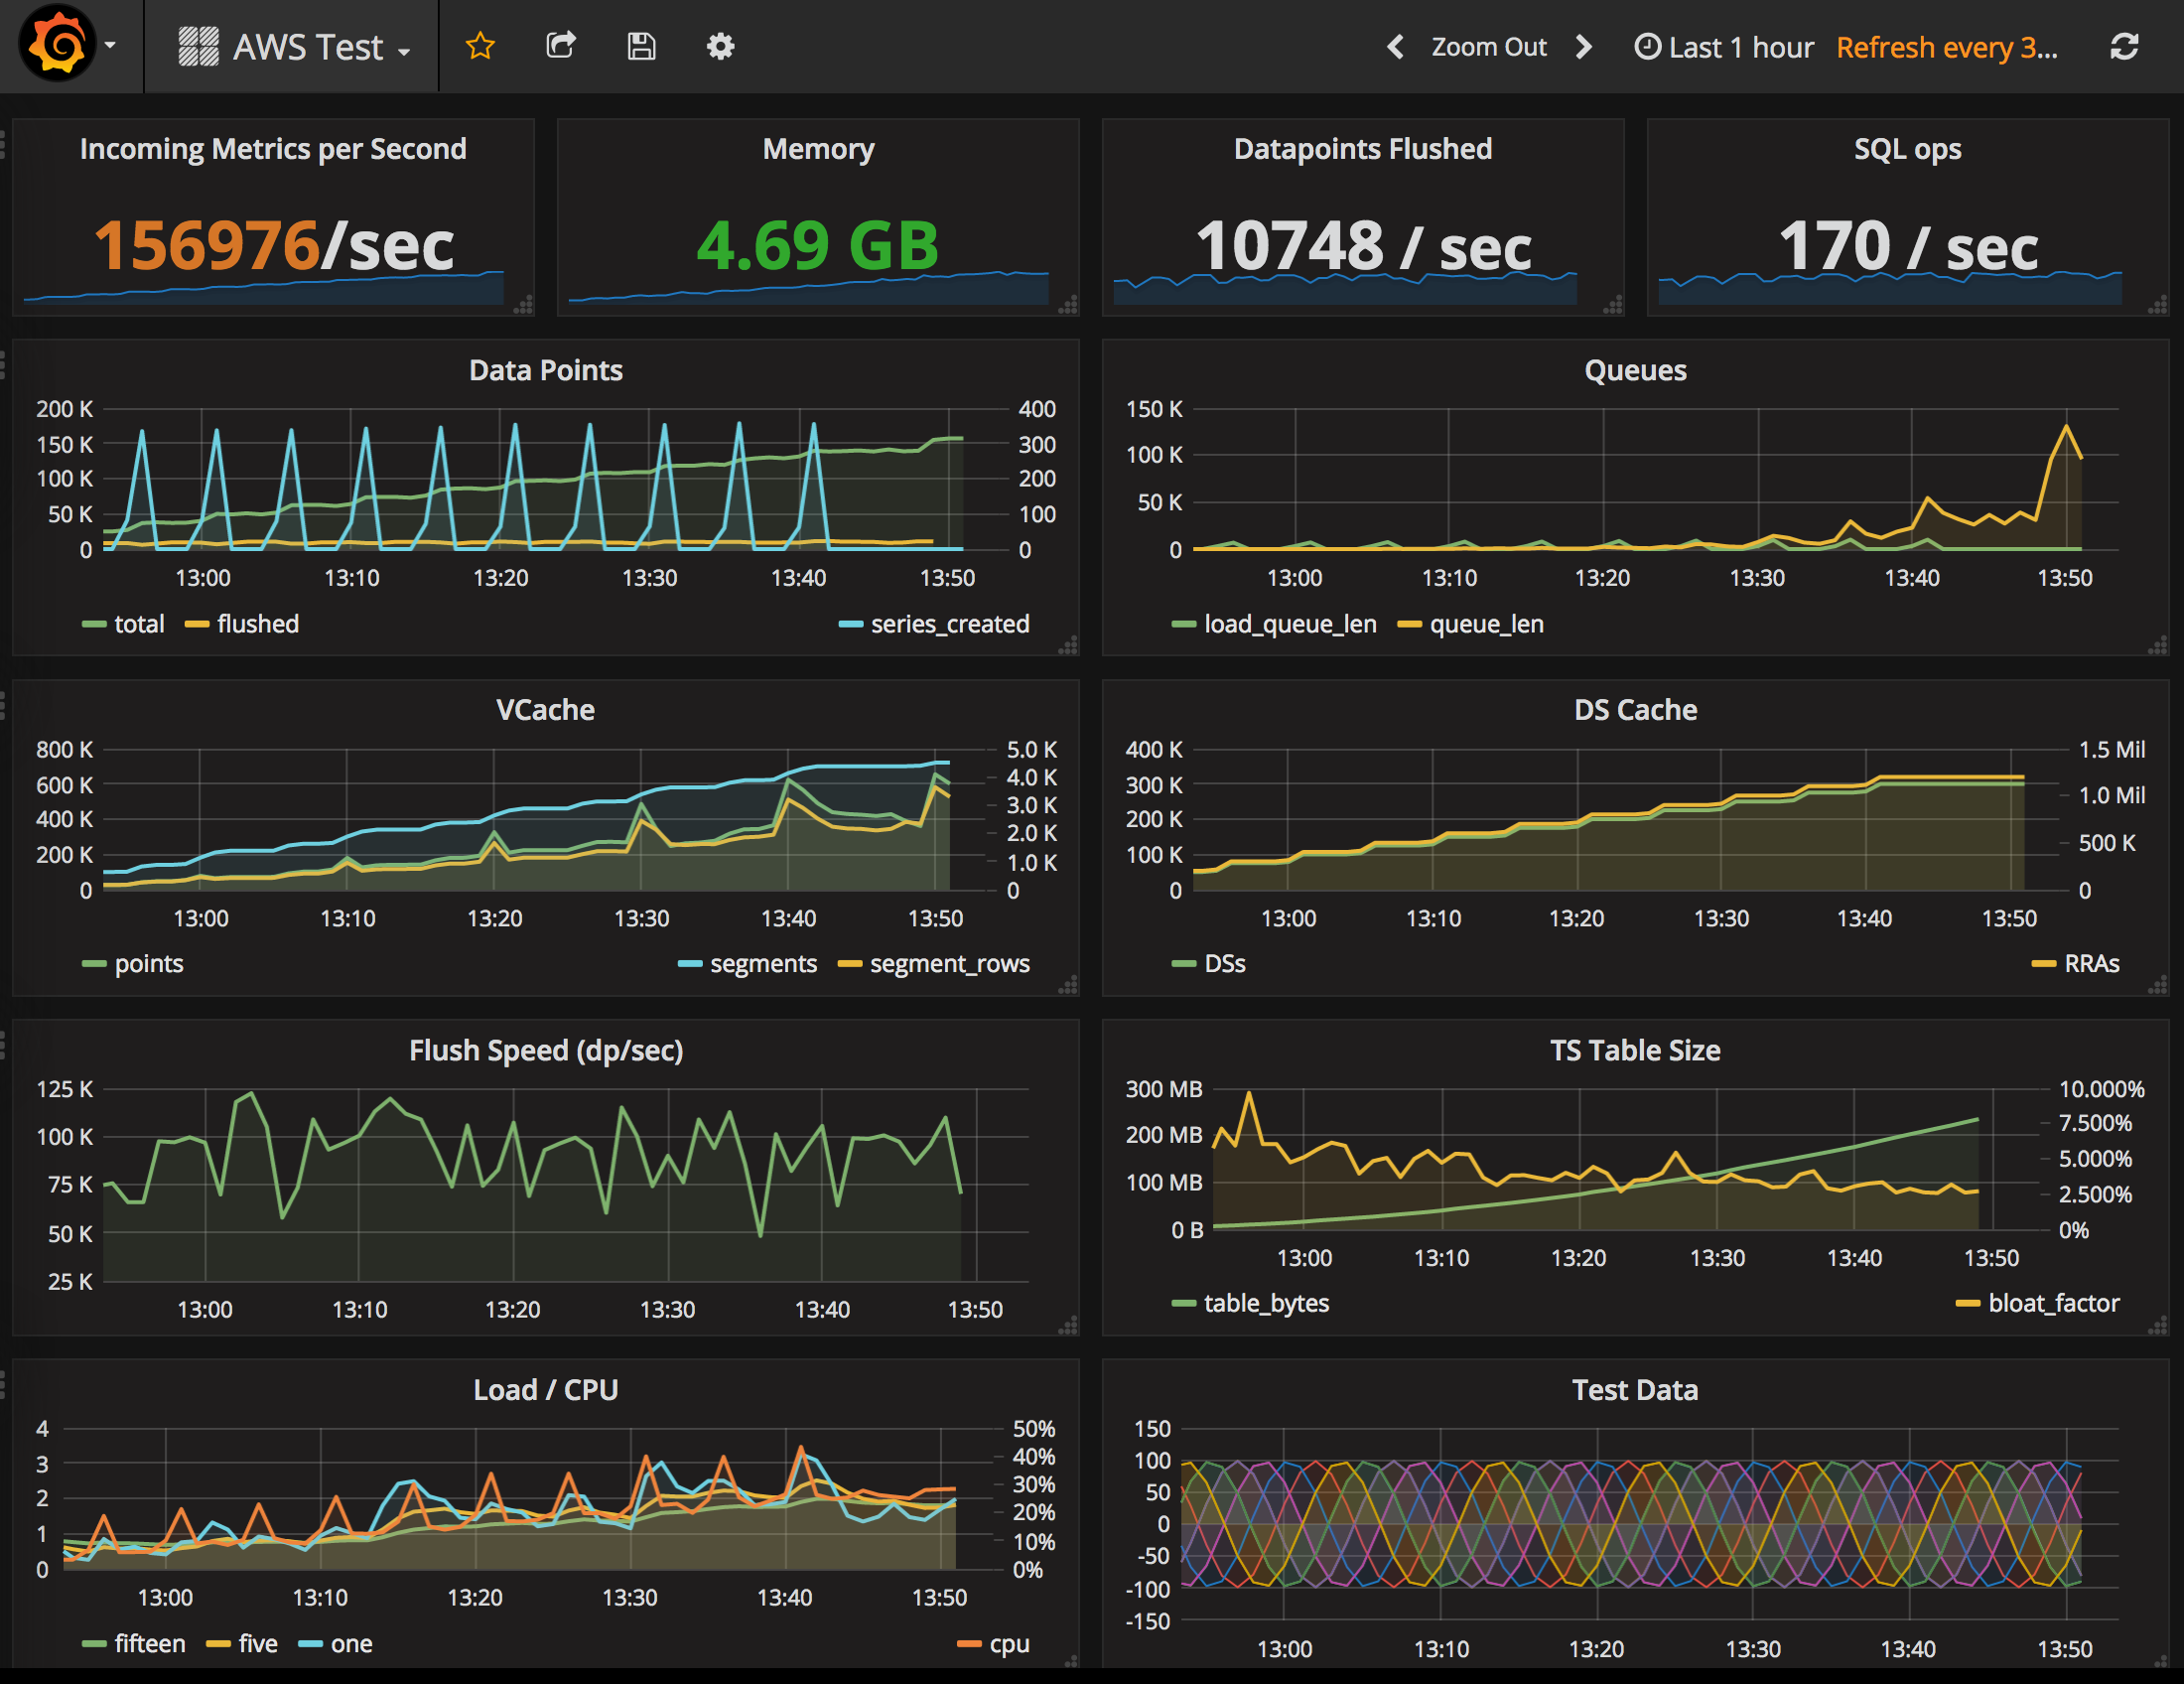 AWS Test
Zoom Out
Last 1 hour
Refresh every 3...
Incoming Metrics per Second
156976/sec
Memory
4.69 GB
Datapoints Flushed
10748 / sec
SQL ops
170 / sec
Data Points
200 K
150 K
100 K
50 K
0
400
300
200
100
0
13:00 13:10 13:20 13:30 13:40 13:50
total flushed series_created
Queues
150 K
100 K
50 K
0
13:00 13:10 13:20 13:30 13:40 13:50
load_queue_len queue_len
VCache
800 K
600 K
400 K
200 K
0
5.0 K
4.0 K
3.0 K
2.0 K
1.0 K
0
13:00 13:10 13:20 13:30 13:40 13:50
points segments segment_rows
DS Cache
400 K
300 K
200 K
100 K
0
1.5 Mil
1.0 Mil
500 K
0
13:00 13:10 13:20 13:30 13:40 13:50
DSs RRAs
Flush Speed (dp/sec)
125 K
100 K
75 K
50 K
25 K
13:00 13:10 13:20 13:30 13:40 13:50
TS Table Size
300 MB
200 MB
100 MB
0 B
10.000%
7.500%
5.000%
2.500%
0%
13:00 13:10 13:20 13:30 13:40 13:50
table_bytes bloat_factor
Load / CPU
4
3
2
1
0
50%
40%
30%
20%
10%
0%
13:00 13:10 13:20 13:30 13:40 13:50
fifteen five one cpu
Test Data
150
100
50
0
-50
-100
-150
13:00 13:10 13:20 13:30 13:40 13:50